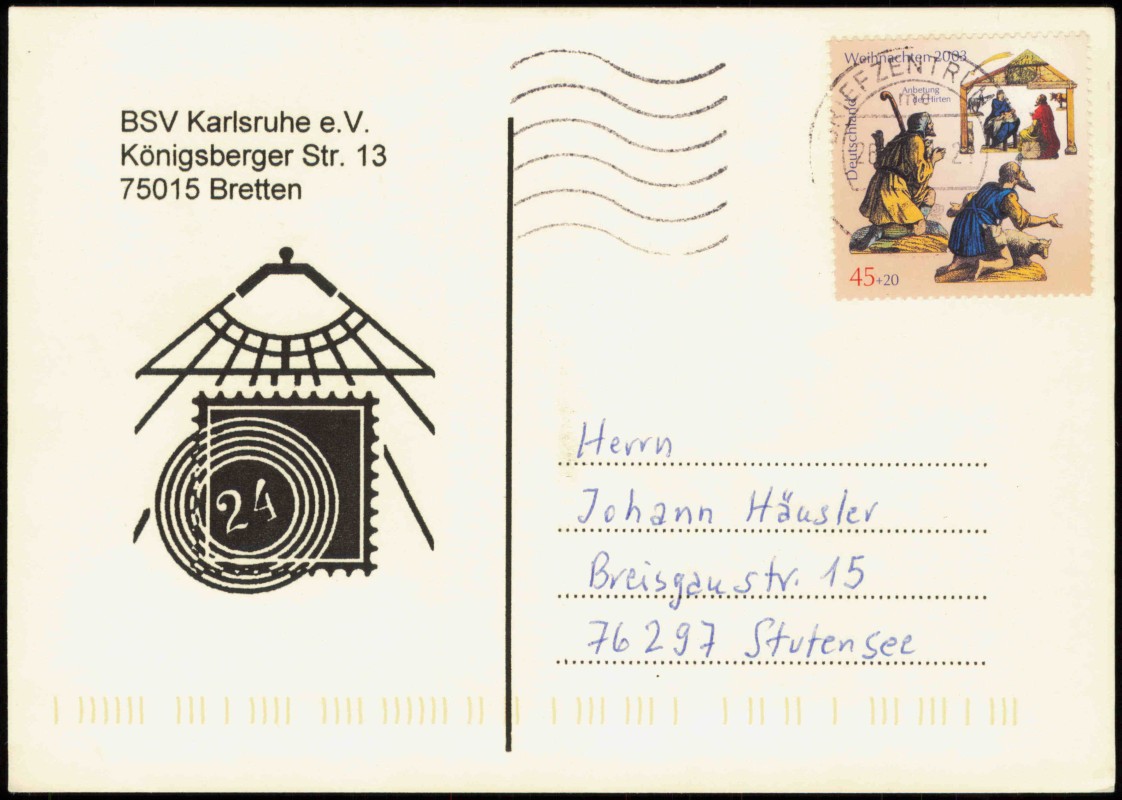 BSV Karlsruhe e.V.
Königsberger Str. 13
75015 Bretten
24
Weihnachten 2003
Anbetung
der Hirten
Deutschland
45+20
BRIEFZENTRU
Herrn
Johann Häusler
Breisgaustr. 15
76297 Stutensee